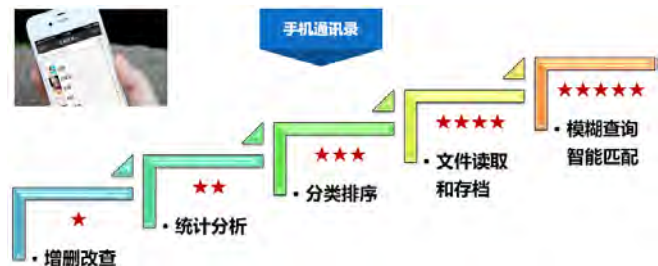 手机通讯录
★★★★★
• 模糊查询
智能匹配
★★★★
• 文件读取
和存档
★★★
• 分类排序
★★
• 统计分析
★
• 增删改查